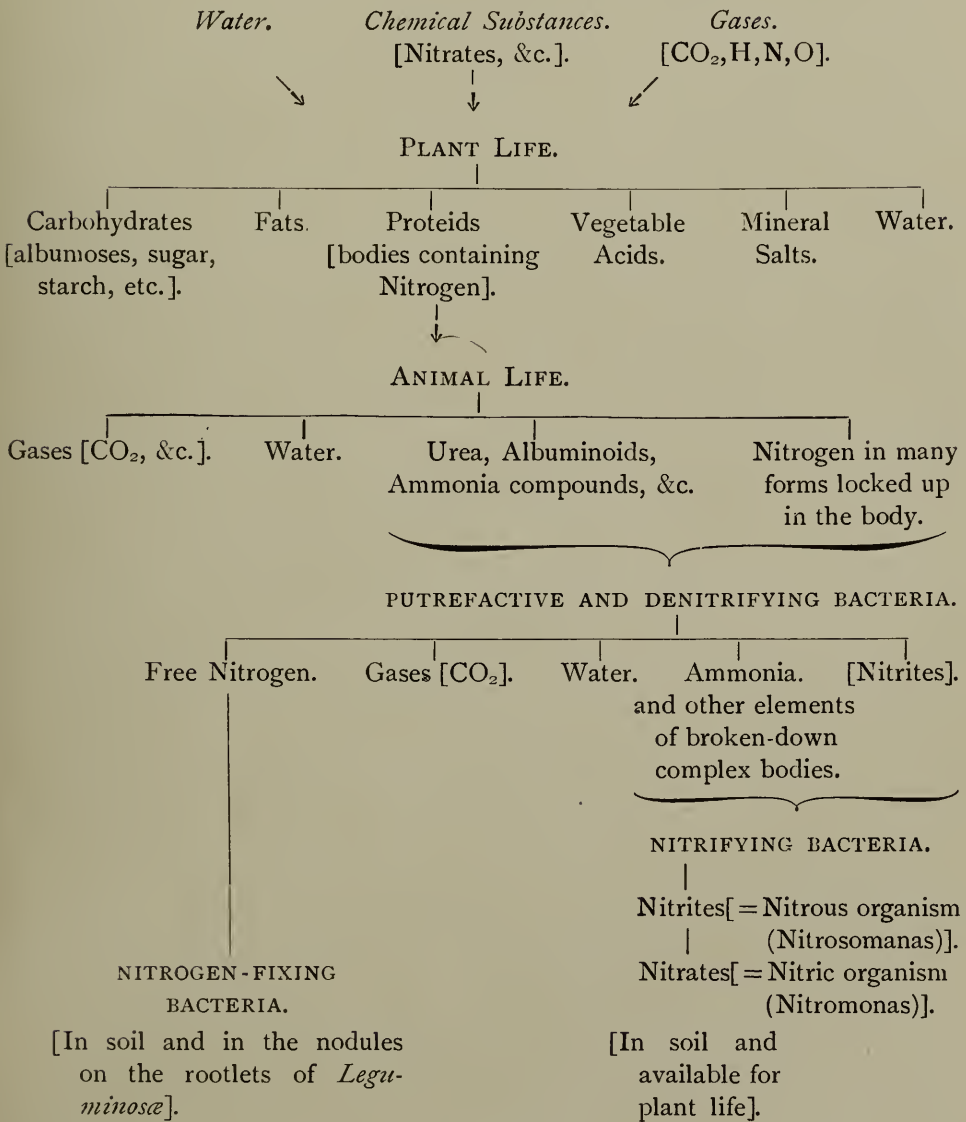 Water. Chemical Substances. Gases.
[Nitrates, &c.]. [CO₂,H,N,O].
PLANT LIFE.
Carbohydrates Fats. Proteids Vegetable Mineral Water.
[albumoses, sugar, [bodies containing Acids. Salts.
starch, etc.]. Nitrogen].
ANIMAL LIFE.
Gases [CO₂, &c.]. Water. Urea, Albuminoids, Nitrogen in many
Ammonia compounds, &c. forms locked up
in the body.
PUTREFACTIVE AND DENITRIFYING BACTERIA.
Free Nitrogen. Gases [CO₂]. Water. Ammonia. [Nitrites].
and other elements
of broken-down
complex bodies.
NITRIFYING BACTERIA.
Nitrites[=Nitrous organism
(Nitrosomanas)].
Nitrates[=Nitric organism
(Nitromonas)].
NITROGEN-FIXING
BACTERIA.
[In soil and in the nodules
on the rootlets of Legu-
minosæ].
[In soil and
available for
plant life].